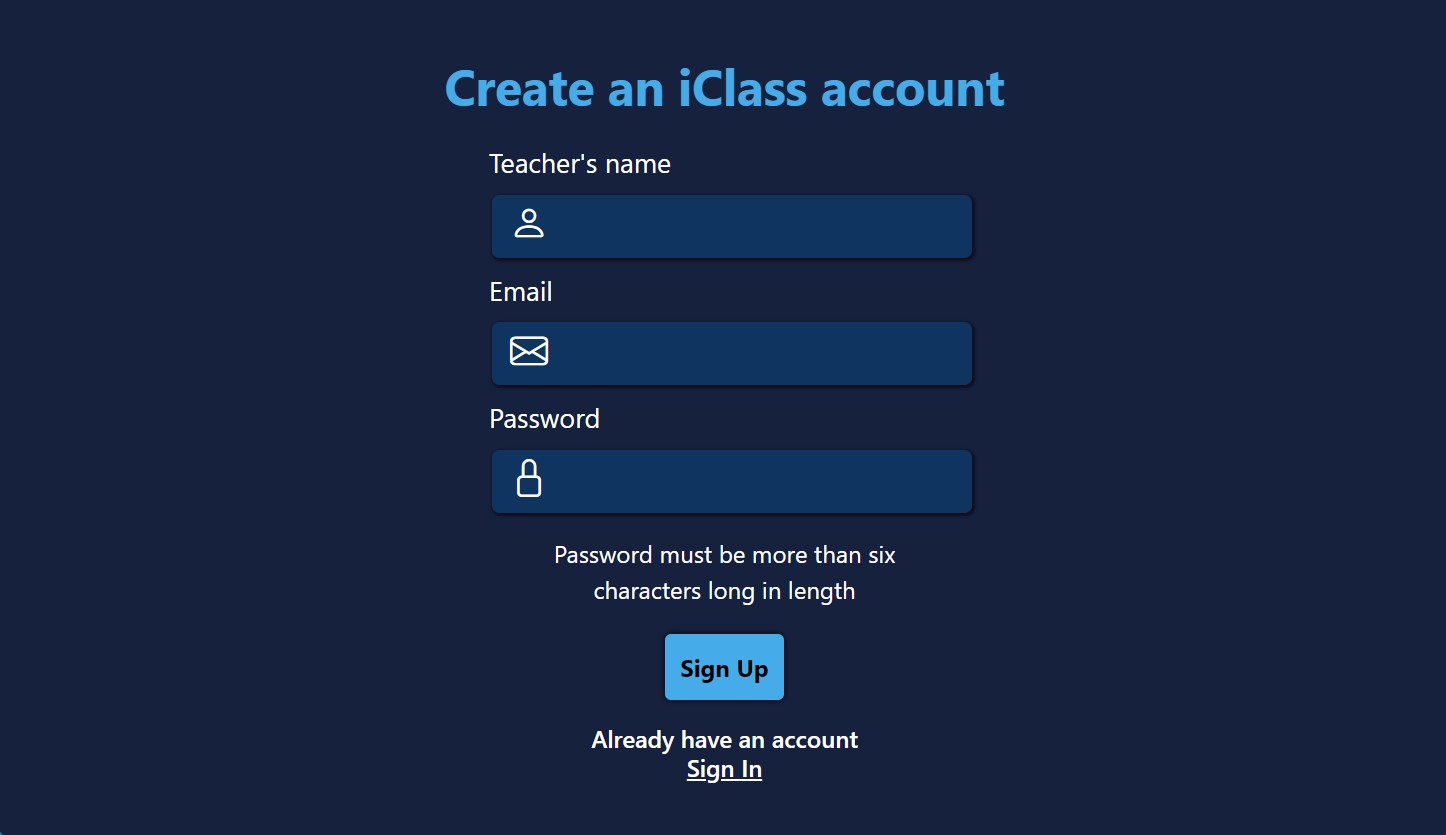 Create an iClass account
Teacher's name
Email
Password
Password must be more than six
characters long in length
Sign Up
Already have an account
Sign In